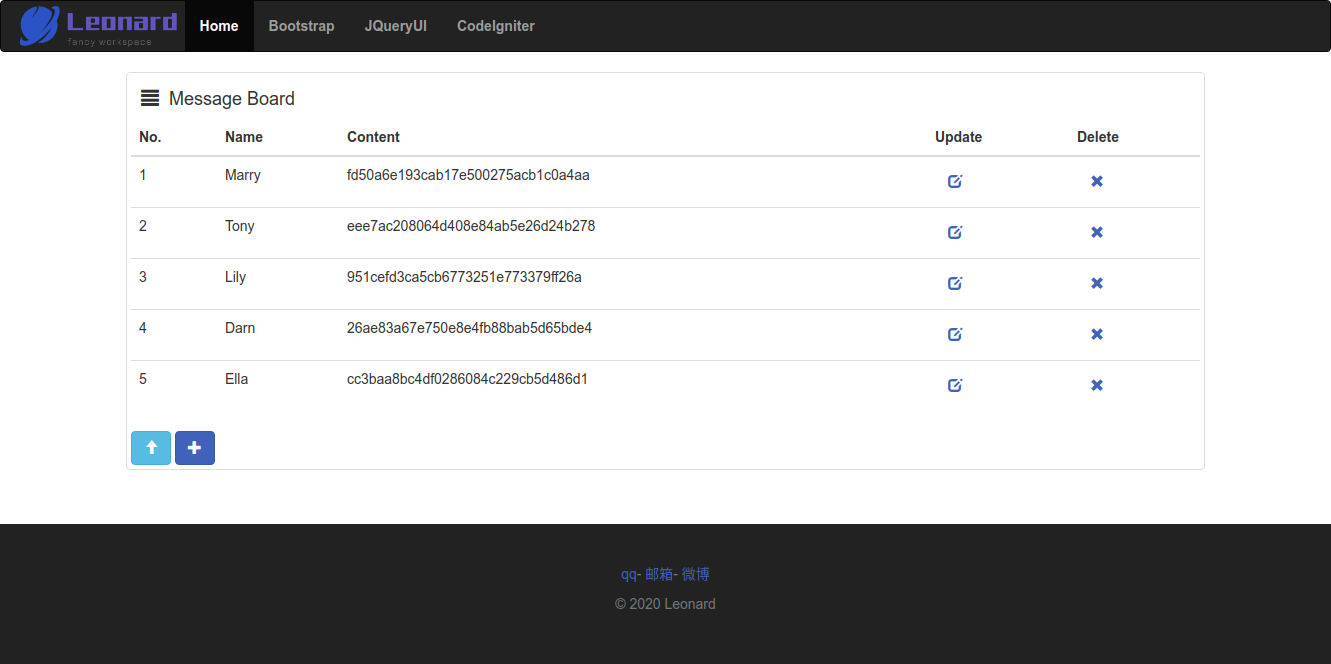 Leonard
fancy workspace
Home Bootstrap JQueryUI CodeIgniter
Message Board
No. Name Content Update Delete
1 Marry fd50a6e193cab17e500275acb1c0a4aa
2 Tony eee7ac208064d408e84ab5e26d24b278
3 Lily 951cefd3ca5cb6773251e773379ff26a
4 Darn 26ae83a67e750e8e4fb88bab5d65bde4
5 Ella cc3baa8bc4df0286084c229cb5d486d1
qq- 邮箱- 微博
© 2020 Leonard